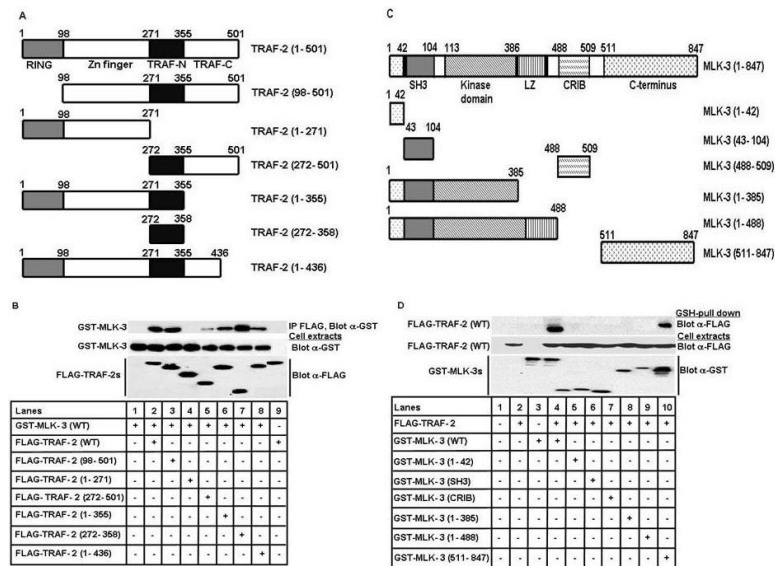 A
1 98 271 355 501
TRAF-2 (1-501)
RING Zn finger TRAF-N TRAF-C
98 271 355 501
TRAF-2 (98-501)
1 98 271
TRAF-2 (1-271)
272 355 501
TRAF-2 (272-501)
1 98 271 355
TRAF-2 (1-355)
272 358
TRAF-2 (272-358)
1 98 271 355 436
TRAF-2 (1-436)
B
GST-MLK-3 IP FLAG, Blot α-GST
Cell extracts
GST-MLK-3 Blot α-GST
FLAG-TRAF-2s Blot α-FLAG
Lanes 1 2 3 4 5 6 7 8 9
GST-MLK-3 (WT) + + + + + + + + -
FLAG-TRAF-2 (WT) - + - - - - - - +
FLAG-TRAF-2 (98-501) - - + - - - - - -
FLAG-TRAF-2 (1-271) - - - + - - - - -
FLAG-TRAF-2 (272-501) - - - - + - - - -
FLAG-TRAF-2 (1-355) - - - - - + - - -
FLAG-TRAF-2 (272-358) - - - - - - + - -
FLAG-TRAF-2 (1-436) - - - - - - - + -
C
1 42 104 113 386 488 509 511 847
MLK-3 (1-847)
SH3 Kinase domain LZ CRIB C-terminus
1 42
MLK-3 (1-42)
43 104
MLK-3 (43-104)
488 509
MLK-3 (488-509)
1 385
MLK-3 (1-385)
1 488
MLK-3 (1-488)
511 847
MLK-3 (511-847)
D
GSH-pull down
FLAG-TRAF-2 (WT) Blot α-FLAG
Cell extracts
FLAG-TRAF-2 (WT) Blot α-FLAG
GST-MLK-3s Blot α-GST
Lanes 1 2 3 4 5 6 7 8 9 10
FLAG-TRAF-2 - + - + + + + + + +
GST-MLK-3 (WT) - - + + - - - - - -
GST-MLK-3 (1-42) - - - - + - - - - -
GST-MLK-3 (SH3) - - - - - + - - - -
GST-MLK-3 (CRIB) - - - - - - + - - -
GST-MLK-3 (1-385) - - - - - - - + - -
GST-MLK-3 (1-488) - - - - - - - - + -
GST-MLK-3 (511-847) - - - - - - - - - +